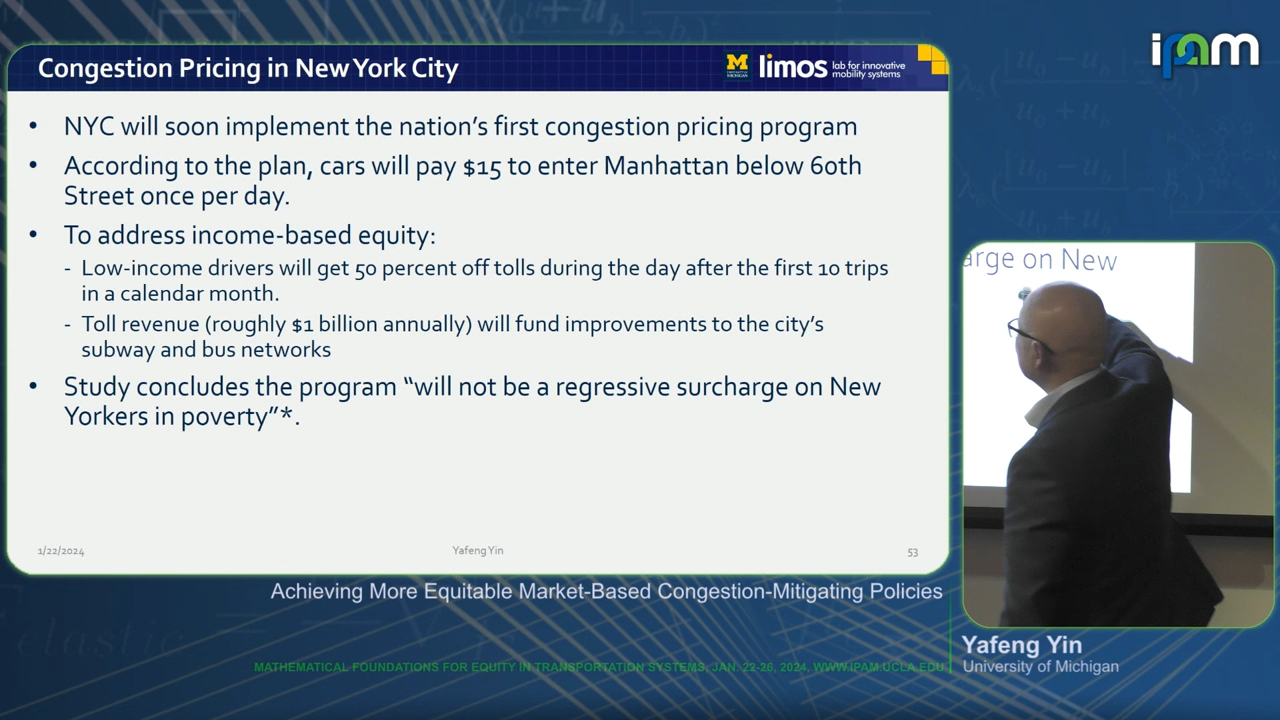 Congestion Pricing in New York City
M
limos lab for innovative
mobility systems
ipam
• NYC will soon implement the nation's first congestion pricing program
• According to the plan, cars will pay $15 to enter Manhattan below 60th
Street once per day.
• To address income-based equity:
- Low-income drivers will get 50 percent off tolls during the day after the first 10 trips
in a calendar month.
- Toll revenue (roughly $1 billion annually) will fund improvements to the city's
subway and bus networks
• Study concludes the program “will not be a regressive surcharge on New
Yorkers in poverty”*.
1/22/2024
Yafeng Yin
53
arge on New
Achieving More Equitable Market-Based Congestion-Mitigating Policies
Yafeng Yin
University of Michigan
MATHEMATICAL FOUNDATIONS FOR EQUITY IN TRANSPORTATION SYSTEMS, JAN. 22-26, 2024, WWW.IPAM.UCLA.EDU
elastic